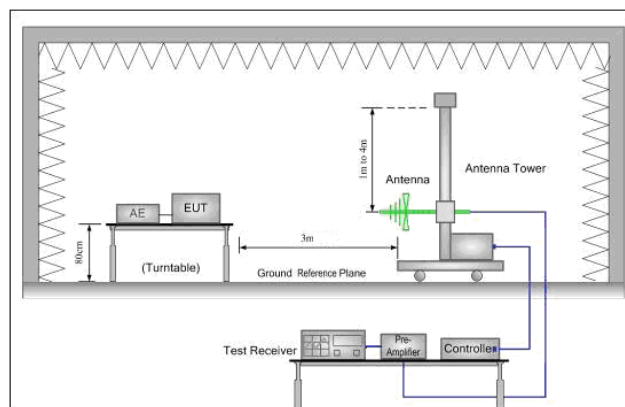 1m to 4m
Antenna
Antenna Tower
AE
EUT
3m
80cm
(Turntable)
Ground Reference Plane
Test Receiver
Pre-
Amplifier
Controller